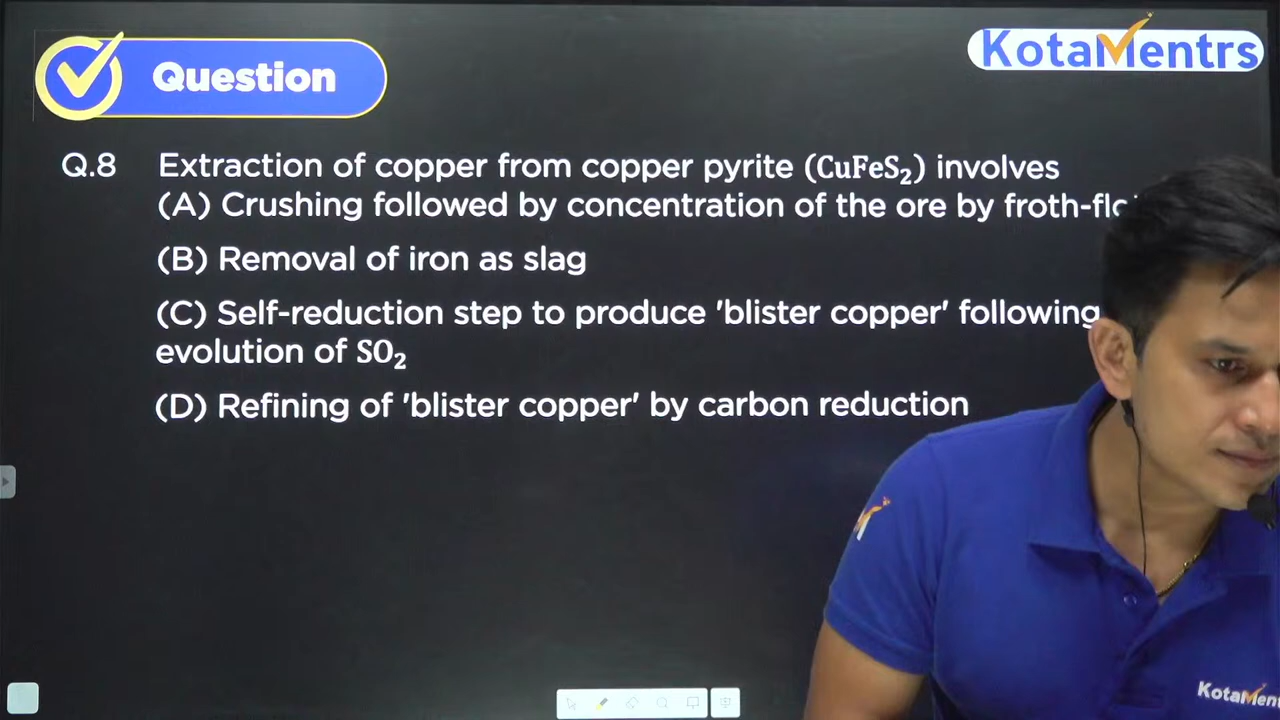 Question
KotaMentrs
Q.8 Extraction of copper from copper pyrite (CuFeS₂) involves
(A) Crushing followed by concentration of the ore by
(B) Removal of iron as slag
(C) Self-reduction step to produce 'blister copper' following
evolution of SO₂
(D) Refining of 'blister copper' by carbon reduction